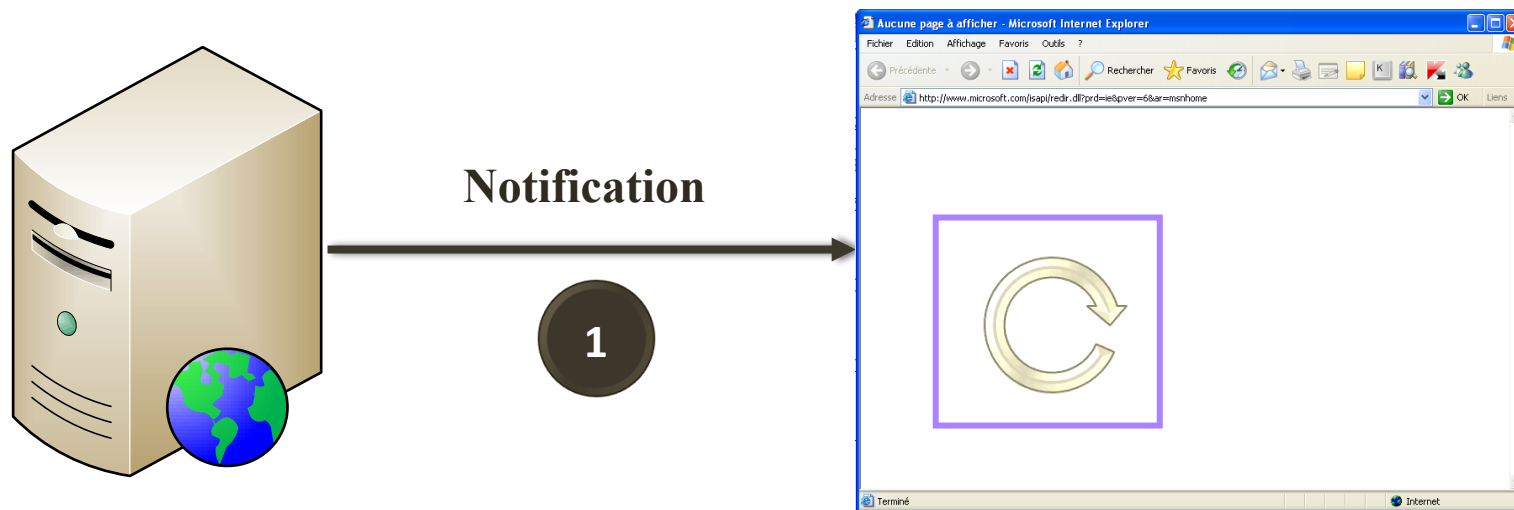 Aucune page à afficher - Microsoft Internet Explorer
Fichier Edition Affichage Favoris Outils ?
Précédente Rechercher Favoris K
Adresse http://www.microsoft.com/isapi/redir.dll?prd=ie&pver=6&ar=msnhome OK Liens
Notification
1
Terminé Internet